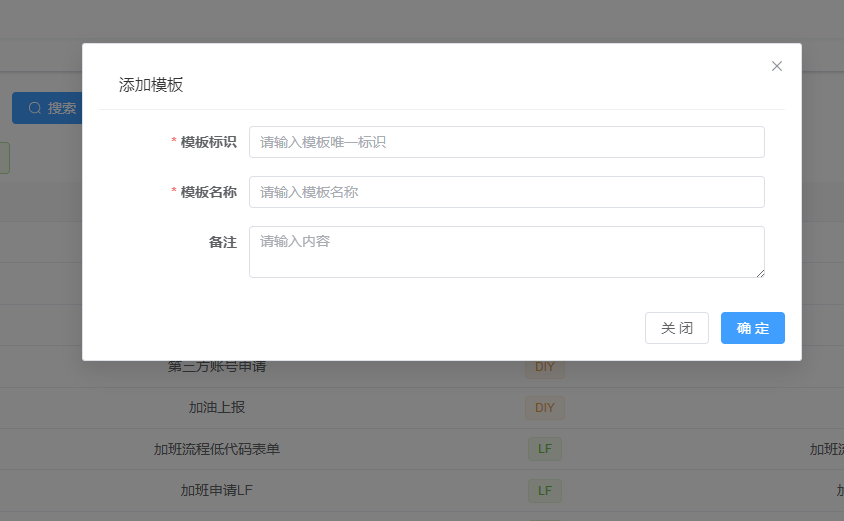 添加模板
搜索
* 模板标识 请输入模板唯一标识
* 模板名称 请输入模板名称
备注 请输入内容
关 闭 确 定
第三方账号申请 DIY
加油上报 DIY
加班流程低代码表单 LF 加班
加班申请LF LF